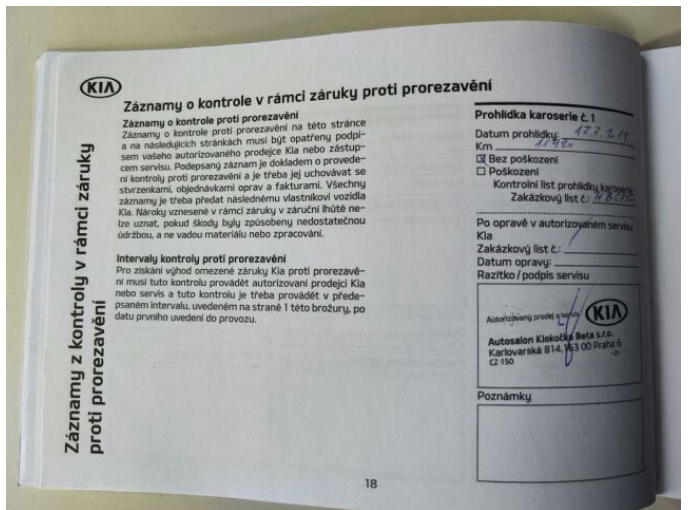 KIA
Záznamy o kontrole v rámci záruky proti prorezavění
Záznamy z kontroly v rámci záruky
proti prorezavění
Záznamy o kontrole proti prorezavění
Záznamy o kontrole proti prorezavění na této stránce
a na následujících stránkách musí být opatřeny podpi-
sem vašeho autorizovaného prodejce Kia nebo zástup-
cem servisu. Podepsaný záznam je dokladem o provede-
ní kontroly proti prorezavění a je třeba jej uchovávat se
stvrzenkami, objednávkami oprav a fakturami. Všechny
záznamy je třeba předat následnému vlastníkovi vozidla
Kia. Nároky vznesené v rámci záruky v záruční lhůtě ne-
lze uznat, pokud škody byly způsobeny nedostatečnou
údržbou, a ne vadou materiálu nebo zpracování.
Intervaly kontroly proti prorezavění
Pro získání výhod omezené záruky Kia proti prorezavě-
ní musí tuto kontrolu provádět autorizovaní prodejci Kia
nebo servis a tuto kontrolu je třeba provádět v přede-
psaném intervalu, uvedeném na straně 1 této brožury, po
datu prvního uvedení do provozu.
Prohlídka karoserie č. 1
Datum prohlídky: 17.7.219
Km
Bez poškození
Poškození
Kontrolní list prohlídky karoserie
Zakázkový list č.:
Po opravě v autorizovaném servisu
Kia
Zakázkový list č.:
Datum opravy:
Razítko/podpis servisu
Autorizovaný prodej a servis KIA
Autosalon Klokočka Beta s.r.o.
Karlovarská 814, 163 00 Praha 6
CZ 150 -2-
Poznámky
18